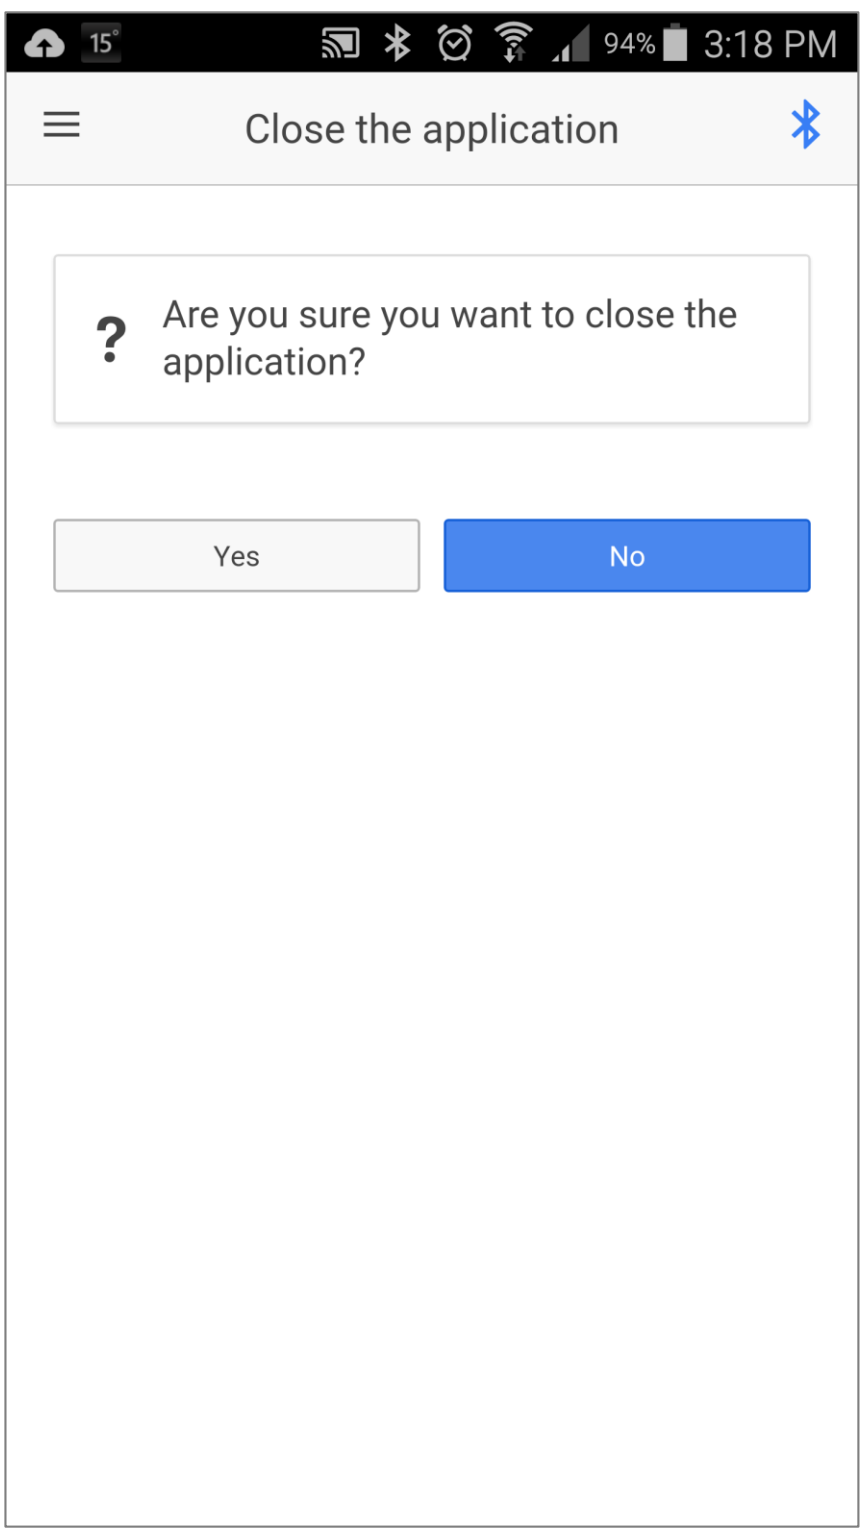 15° 94% 3:18 PM
Close the application
? Are you sure you want to close the
application?
Yes No